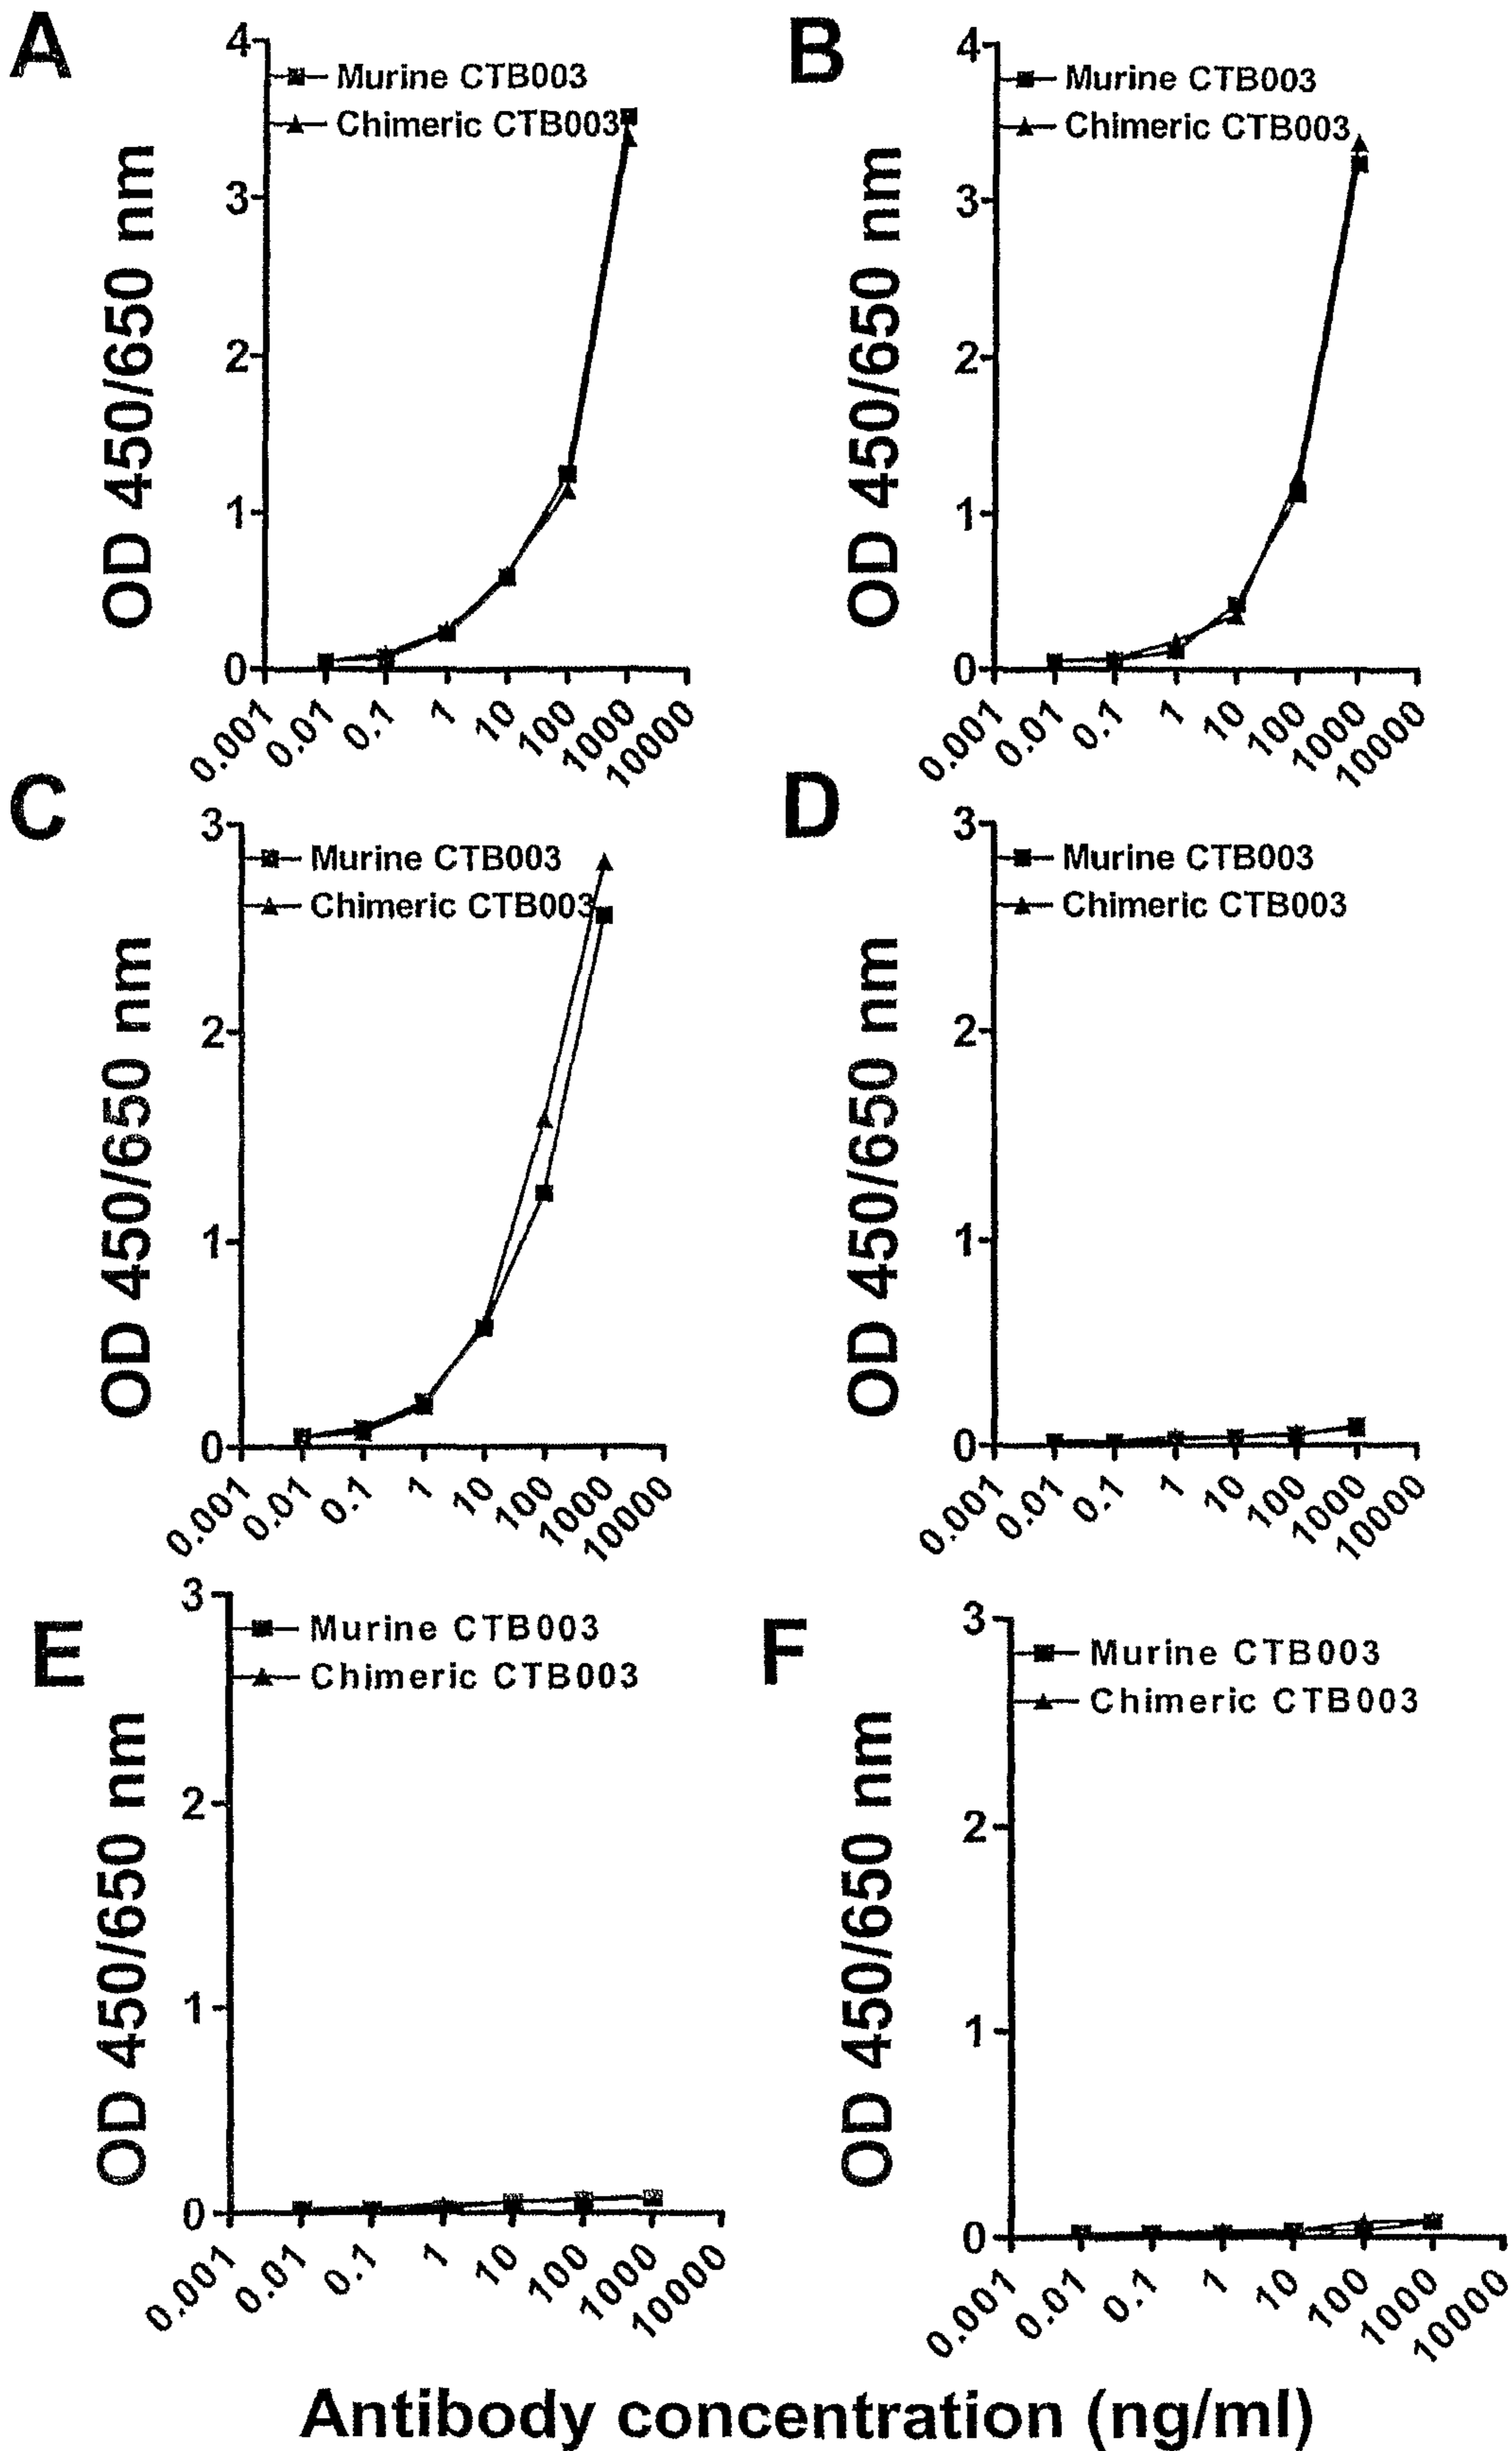 A
4
3
2
1
0
OD 450/650 nm
Murine CTB003
Chimeric CTB003
0.001 0.01 0.1 1 10 100 1000 10000
B
4
3
2
1
0
OD 450/650 nm
Murine CTB003
Chimeric CTB003
0.001 0.01 0.1 1 10 100 1000 10000
C
3
2
1
0
OD 450/650 nm
Murine CTB003
Chimeric CTB003
0.001 0.01 0.1 1 10 100 1000 10000
D
3
2
1
0
OD 450/650 nm
Murine CTB003
Chimeric CTB003
0.001 0.01 0.1 1 10 100 1000 10000
E
3
2
1
0
OD 450/650 nm
Murine CTB003
Chimeric CTB003
0.001 0.01 0.1 1 10 100 1000 10000
F
3
2
1
0
OD 450/650 nm
Murine CTB003
Chimeric CTB003
0.001 0.01 0.1 1 10 100 1000 10000
Antibody concentration (ng/ml)